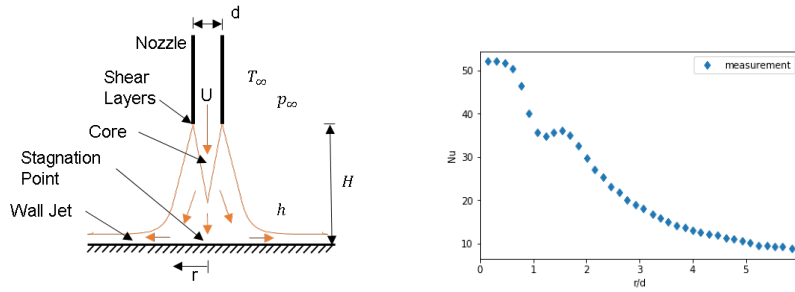 d
Nozzle
T∞
p∞
Shear
Layers
U
Core
Stagnation
Point
H
Wall Jet
h
r
measurement
Nu
50
40
30
20
10
0
1
2
3
4
5
r/d